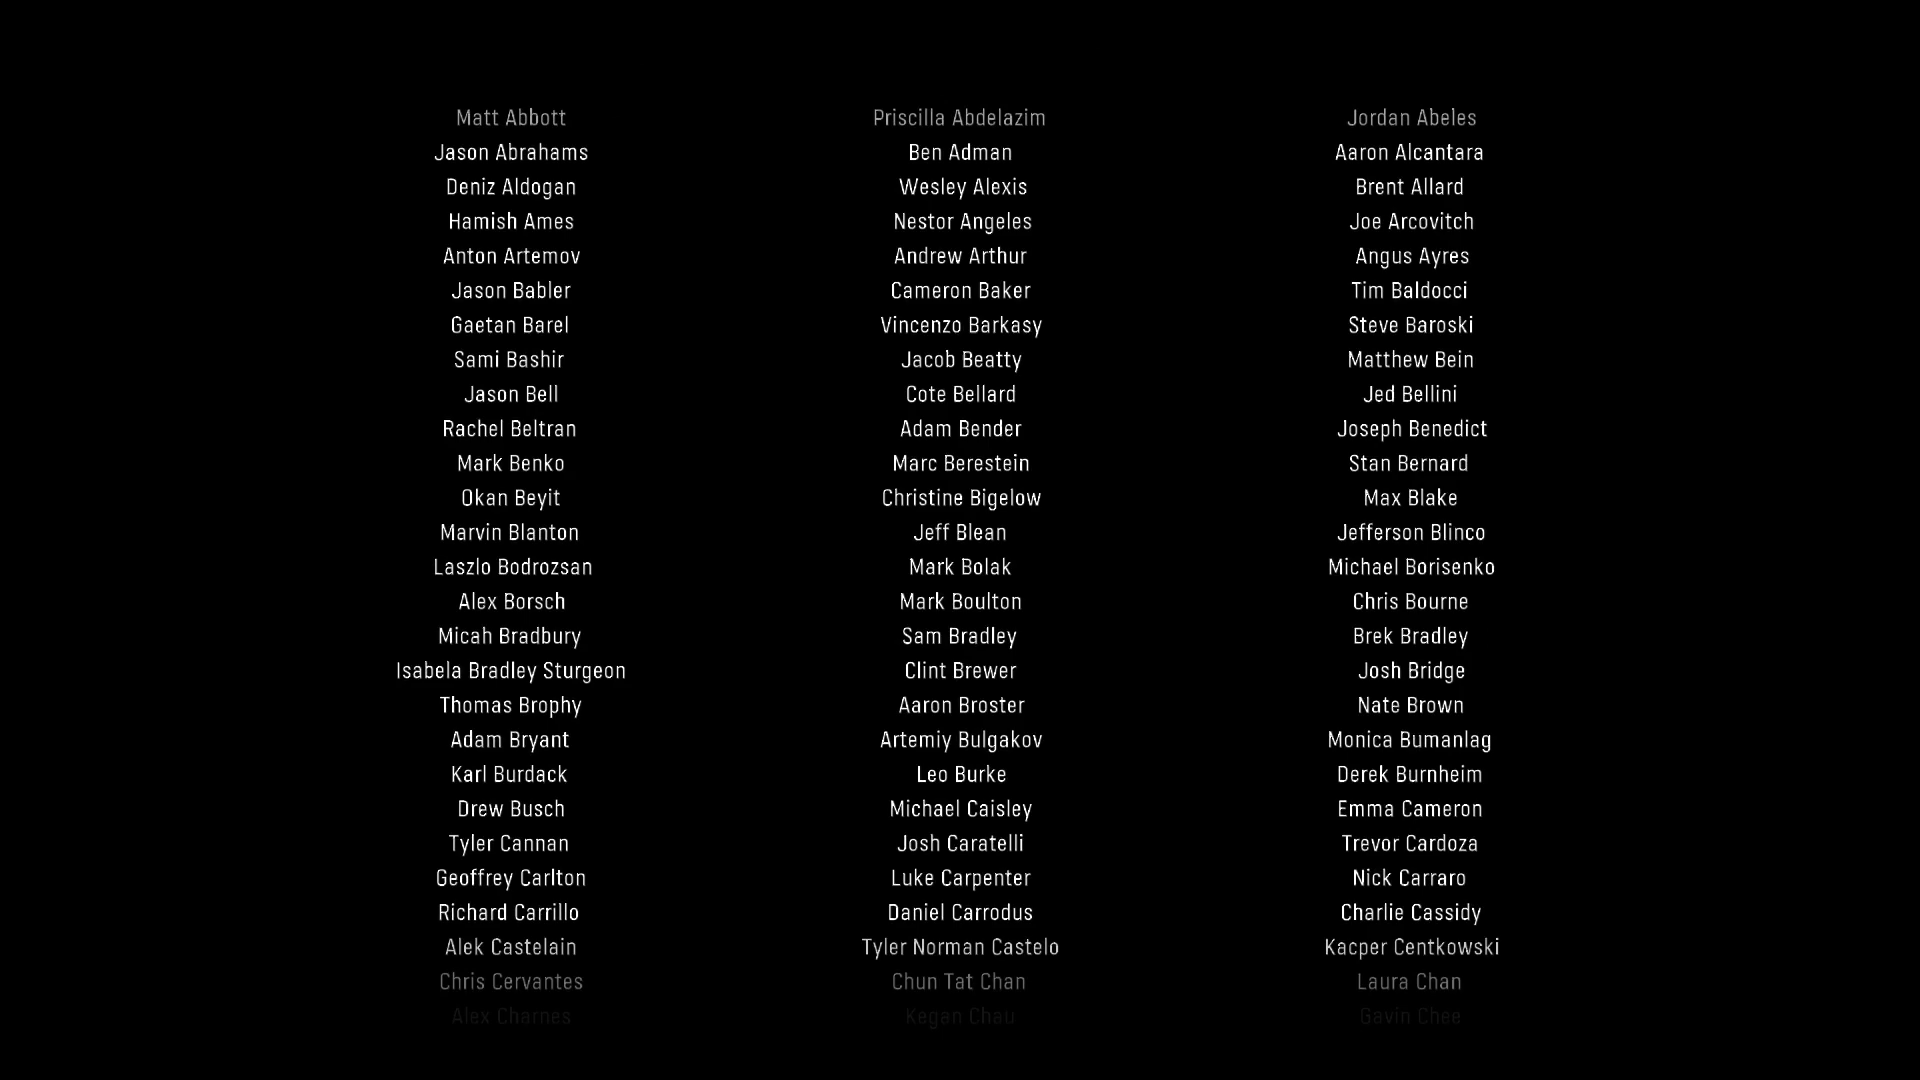 Matt Abbott Priscilla Abdelazim Jordan Abeles
Jason Abrahams Ben Adman Aaron Alcantara
Deniz Aldogan Wesley Alexis Brent Allard
Hamish Ames Nestor Angeles Joe Arcovitch
Anton Artemov Andrew Arthur Angus Ayres
Jason Babler Cameron Baker Tim Baldocci
Gaetan Barel Vincenzo Barkasy Steve Baroski
Sami Bashir Jacob Beatty Matthew Bein
Jason Bell Cote Bellard Jed Bellini
Rachel Beltran Adam Bender Joseph Benedict
Mark Benko Marc Berestein Stan Bernard
Okan Beyit Christine Bigelow Max Blake
Marvin Blanton Jeff Blean Jefferson Blinco
Laszlo Bodrozsan Mark Bolak Michael Borisenko
Alex Borsch Mark Boulton Chris Bourne
Micah Bradbury Sam Bradley Brek Bradley
Isabela Bradley Sturgeon Clint Brewer Josh Bridge
Thomas Brophy Aaron Broster Nate Brown
Adam Bryant Artemiy Bulgakov Monica Bumanlag
Karl Burdack Leo Burke Derek Burnheim
Drew Busch Michael Caisley Emma Cameron
Tyler Cannan Josh Caratelli Trevor Cardoza
Geoffrey Carlton Luke Carpenter Nick Carraro
Richard Carrillo Daniel Carrodus Charlie Cassidy
Alek Castelain Tyler Norman Castelo Kacper Centkowski
Chris Cervantes Chun Tat Chan Laura Chan
Alex Charnes Kegan Chau Gavin Chee